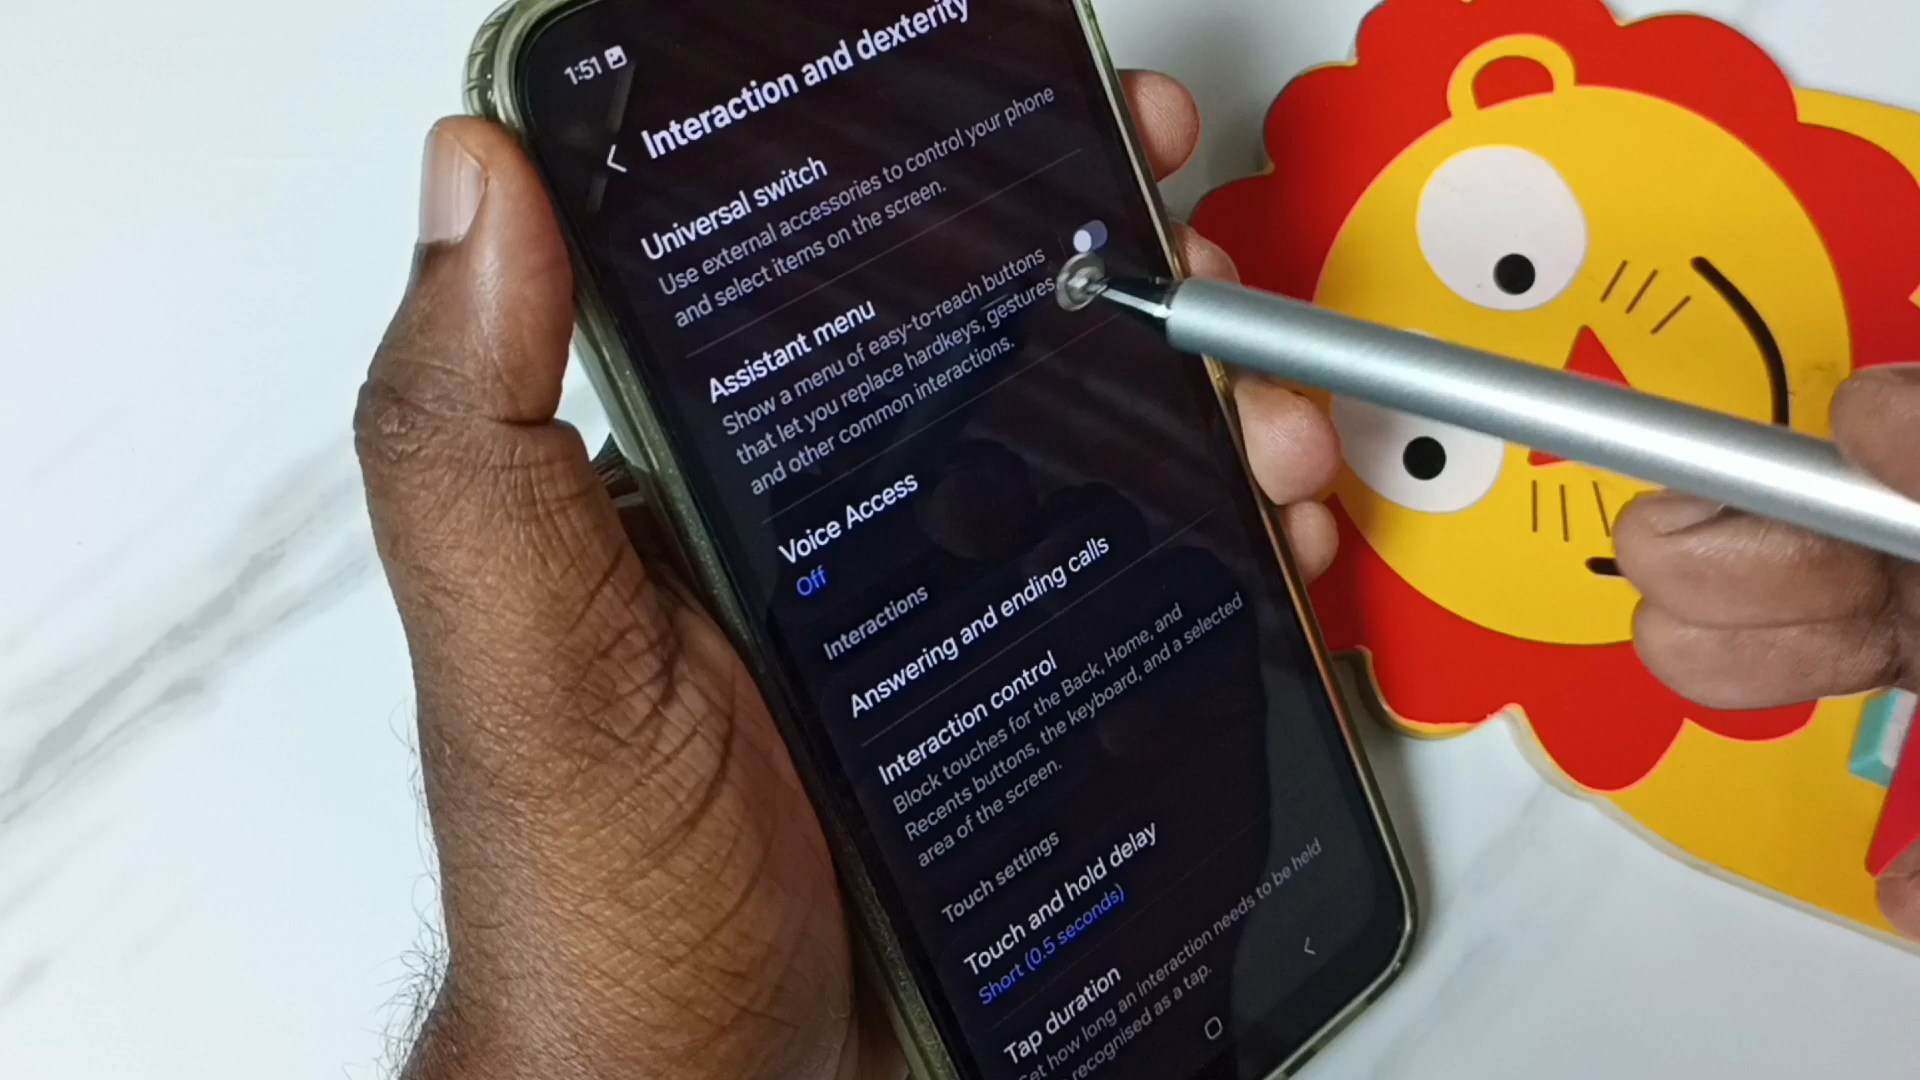 1:51
Interaction and dexterity
Universal switch
Use external accessories to control your phone
and select items on the screen.
Assistant menu
Show a menu of easy-to-reach buttons
that let you replace hardkeys, gestures
and other common interactions.
Voice Access
Off
Interactions
Answering and ending calls
Interaction control
Block touches for the Back, Home, and
Recents buttons, the keyboard, and a selected
area of the screen.
Touch settings
Touch and hold delay
Short (0.5 seconds)
Tap duration
Set how long an interaction needs to be held
recognised as a tap.